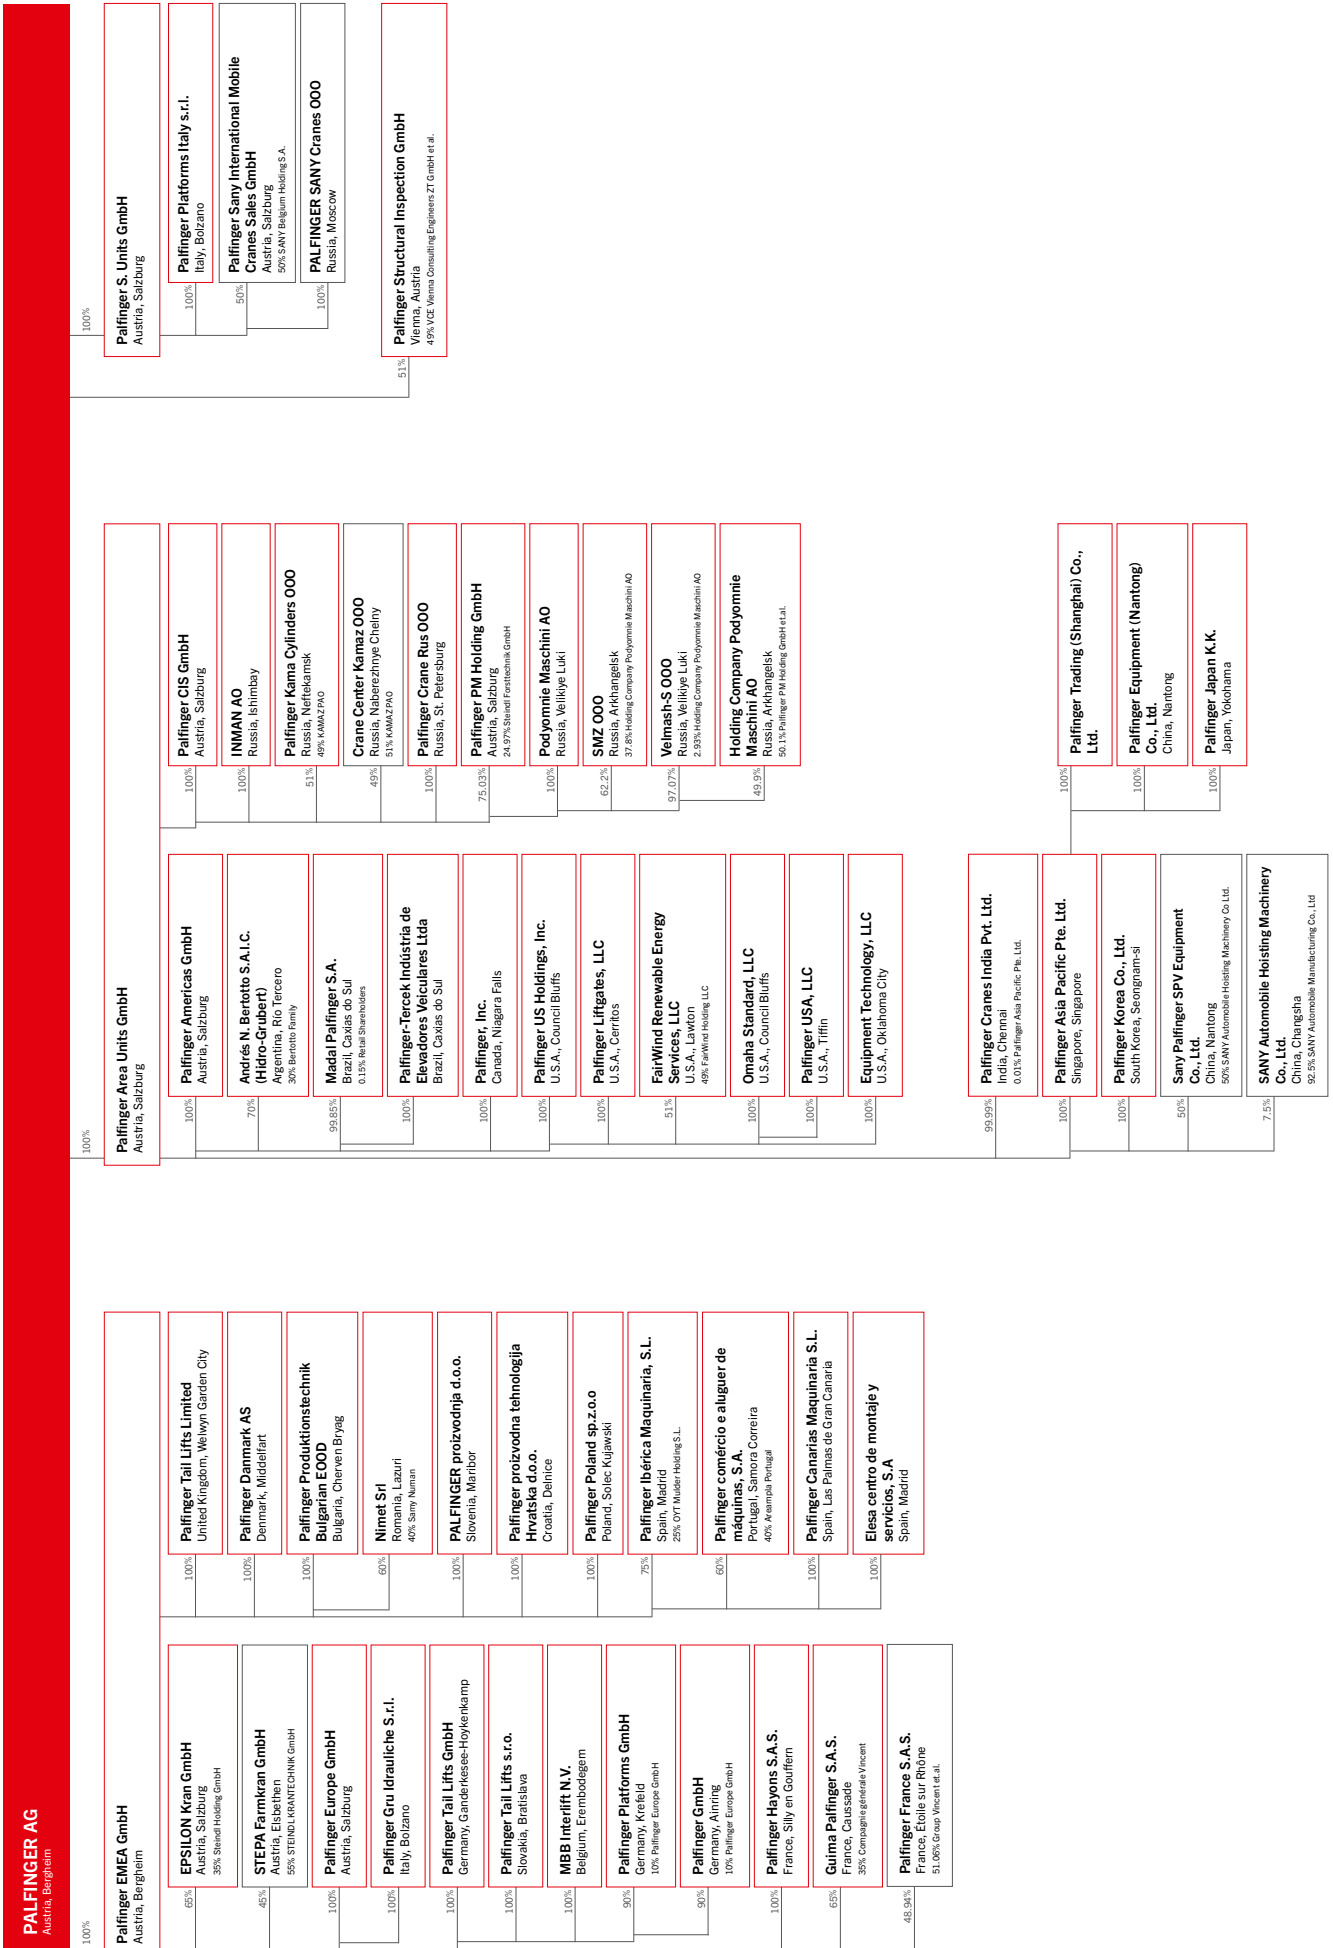 PALFINGER AG
Austria, Bergheim
100%
Palfinger EMEA GmbH
Austria, Bergheim
65%
EPSILON Kran GmbH
Austria, Salzburg
35% Steindl Holding GmbH
45%
STEPA Farmkran GmbH
Austria, Elsbethen
55% STEINDL KRANTECHNIK GmbH
100%
Palfinger Europe GmbH
Austria, Salzburg
100%
Palfinger Gru Idrauliche S.r.l.
Italy, Bolzano
100%
Palfinger Tail Lifts GmbH
Germany, Ganderkesee-Hoykenkamp
100%
Palfinger Tail Lifts s.r.o.
Slovakia, Bratislava
100%
MBB Interlift N.V.
Belgium, Erembodegem
90%
Palfinger Platforms GmbH
Germany, Krefeld
10% Palfinger Europe GmbH
90%
Palfinger GmbH
Germany, Ainring
10% Palfinger Europe GmbH
100%
Palfinger Hayons S.A.S.
France, Silly en Gouffern
65%
Guima Palfinger S.A.S.
France, Caussade
35% Compagnie générale Vincent
48.94%
Palfinger France S.A.S.
France, Étoile sur Rhône
51.06% Group Vincent et.al.
100%
Palfinger Tail Lifts Limited
United Kingdom, Welwyn Garden City
100%
Palfinger Danmark AS
Denmark, Middelfart
100%
Palfinger Produktionstechnik
Bulgarian EOOD
Bulgaria, Cherven Bryag
60%
Nimet Srl
Romania, Lazuri
40% Samy Numan
100%
PALFINGER proizvodnja d.o.o.
Slovenia, Maribor
100%
Palfinger proizvodna tehnologija
Hrvatska d.o.o.
Croatia, Delnice
100%
Palfinger Poland sp.z.o.o
Poland, Solec Kujawski
75%
Palfinger Ibérica Maquinaria, S.L.
Spain, Madrid
25% OYT Mulder Holding S.L.
60%
Palfinger comércio e aluguer de
máquinas, S.A.
Portugal, Samora Correira
40% Areampla Portugal
100%
Palfinger Canarias Maquinaria S.L.
Spain, Las Palmas de Gran Canaria
100%
Elesa centro de montaje y
servicios, S.A
Spain, Madrid
100%
Palfinger Area Units GmbH
Austria, Salzburg
100%
Palfinger Americas GmbH
Austria, Salzburg
70%
Andrés N. Bertotto S.A.I.C.
(Hidro-Grubert)
Argentina, Río Tercero
30% Bertotto Family
99.85%
Madal Palfinger S.A.
Brazil, Caxias do Sul
0.15% Retail Shareholders
100%
Palfinger-Tercek Indústria de
Elevadores Veiculares Ltda
Brazil, Caxias do Sul
100%
Palfinger, Inc.
Canada, Niagara Falls
100%
Palfinger US Holdings, Inc.
U.S.A., Council Bluffs
100%
Palfinger Liftgates, LLC
U.S.A., Cerritos
51%
FairWind Renewable Energy
Services, LLC
U.S.A., Lawton
49% FairWind Holding LLC
100%
Omaha Standard, LLC
U.S.A., Council Bluffs
100%
Palfinger USA, LLC
U.S.A., Tiffin
100%
Equipment Technology, LLC
U.S.A., Oklahoma City
99.99%
Palfinger Cranes India Pvt. Ltd.
India, Chennai
0.01% Palfinger Asia Pacific Pte. Ltd.
100%
Palfinger Asia Pacific Pte. Ltd.
Singapore, Singapore
100%
Palfinger Korea Co., Ltd.
South Korea, Seongnam-si
50%
Sany Palfinger SPV Equipment
Co., Ltd.
China, Nantong
50% SANY Automobile Hoisting Machinery Co Ltd.
7.5%
SANY Automobile Hoisting Machinery
Co., Ltd.
China, Changsha
92.5% SANY Automobile Manufacturing Co., Ltd
100%
Palfinger CIS GmbH
Austria, Salzburg
100%
INMAN AO
Russia, Ishimbay
51%
Palfinger Kama Cylinders OOO
Russia, Neftekamsk
49% KAMAZ PAO
49%
Crane Center Kamaz OOO
Russia, Naberezhnye Chelny
51% KAMAZ PAO
100%
Palfinger Crane Rus OOO
Russia, St. Petersburg
75.03%
Palfinger PM Holding GmbH
Austria, Salzburg
24.97% Steindl Forsttechnik GmbH
100%
Podyomnie Maschini AO
Russia, Velikiye Luki
62.2%
SMZ OOO
Russia, Arkhangelsk
37.8% Holding Company Podyomnie Maschini AO
97.07%
Velmash-S OOO
Russia, Velikiye Luki
2.93% Holding Company Podyomnie Maschini AO
49.9%
Holding Company Podyomnie
Maschini AO
Russia, Arkhangelsk
50.1% Palfinger PM Holding GmbH et.al.
100%
Palfinger Trading (Shanghai) Co.,
Ltd.
100%
Palfinger Equipment (Nantong)
Co., Ltd.
China, Nantong
100%
Palfinger Japan K.K.
Japan, Yokohama
100%
Palfinger S. Units GmbH
Austria, Salzburg
100%
Palfinger Platforms Italy s.r.l.
Italy, Bolzano
50%
Palfinger Sany International Mobile
Cranes Sales GmbH
Austria, Salzburg
50% SANY Belgium Holding S.A.
100%
PALFINGER SANY Cranes OOO
Russia, Moscow
51%
Palfinger Structural Inspection GmbH
Vienna, Austria
49% VCE Vienna Consulting Engineers ZT GmbH et al.